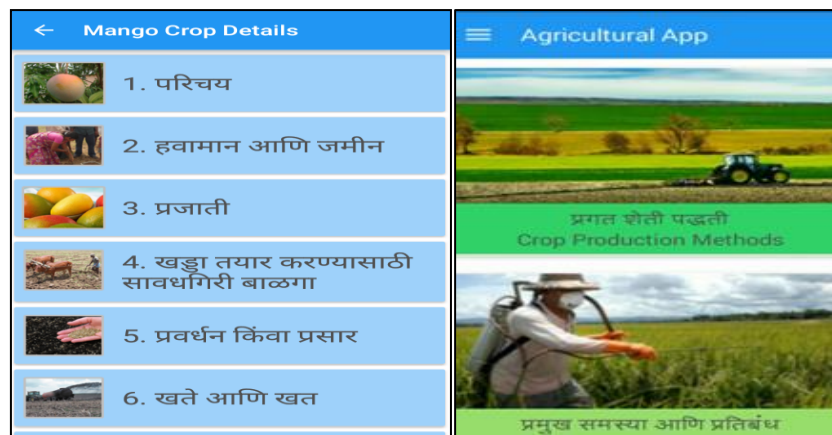 Mango Crop Details
1. परिचय
2. हवामान आणि जमीन
3. प्रजाती
4. खड्डा तयार करण्यासाठी
सावधगिरी बाळगा
5. प्रवर्धन किंवा प्रसार
6. खते आणि खत
Agricultural App
प्रगत शेती पद्धती
Crop Production Methods
प्रमुख समस्या आणि प्रतिबंध